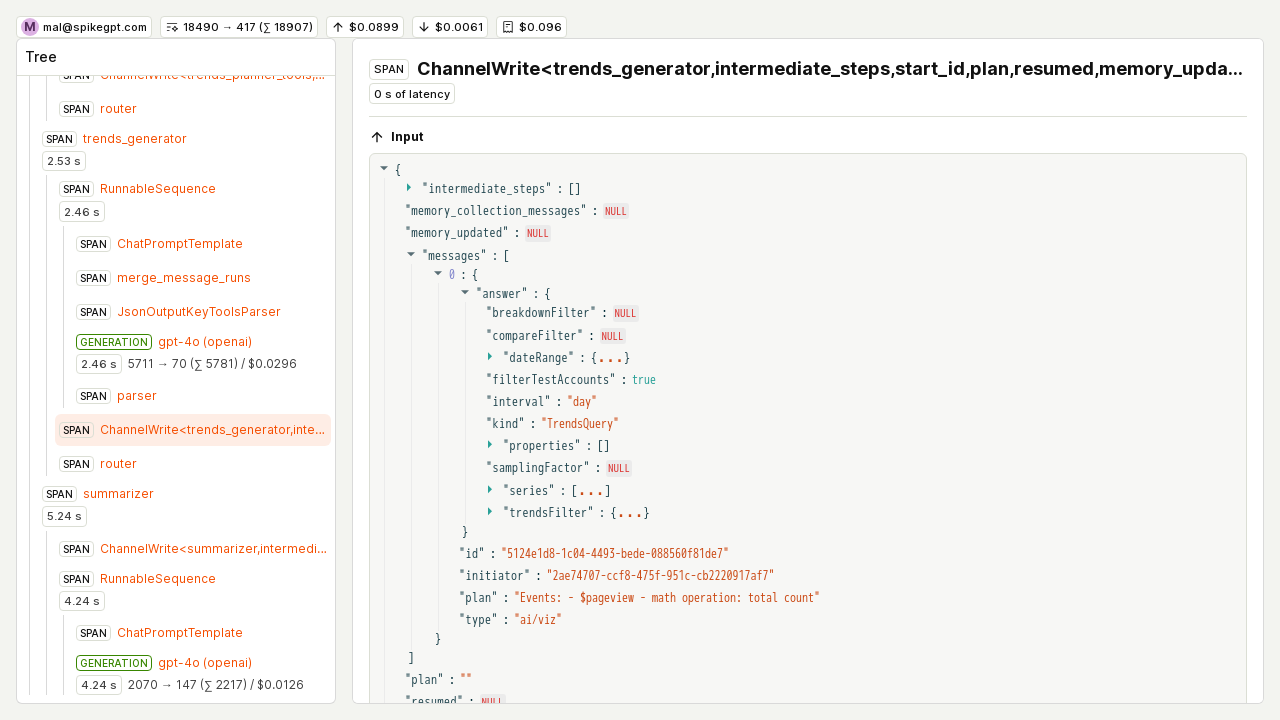 M mal@spikegpt.com 18490 → 417 (∑ 18907) ↑ $0.0899 ↓ $0.0061 $0.096
Tree
ChannelWrite<trends_planner_tools,...
SPAN router
SPAN trends_generator
2.53 s
SPAN RunnableSequence
2.46 s
SPAN ChatPromptTemplate
SPAN merge_message_runs
SPAN JsonOutputKeyToolsParser
GENERATION gpt-4o (openai)
2.46 s 5711 → 70 (∑ 5781) / $0.0296
SPAN parser
SPAN ChannelWrite<trends_generator,inte...
SPAN router
SPAN summarizer
5.24 s
SPAN ChannelWrite<summarizer,intermedi...
SPAN RunnableSequence
4.24 s
SPAN ChatPromptTemplate
GENERATION gpt-4o (openai)
4.24 s 2070 → 147 (∑ 2217) / $0.0126
SPAN ChannelWrite<trends_generator,intermediate_steps,start_id,plan,resumed,memory_upda...
0 s of latency
Input
{
"intermediate_steps" : []
"memory_collection_messages" : NULL
"memory_updated" : NULL
"messages" : [
0 : {
"answer" : {
"breakdownFilter" : NULL
"compareFilter" : NULL
"dateRange" : {...}
"filterTestAccounts" : true
"interval" : "day"
"kind" : "TrendsQuery"
"properties" : []
"samplingFactor" : NULL
"series" : [...]
"trendsFilter" : {...}
}
"id" : "5124e1d8-1c04-4493-bede-088560f81de7"
"initiator" : "2ae74707-ccf8-475f-951c-cb2220917af7"
"plan" : "Events: - $pageview - math operation: total count"
"type" : "ai/viz"
}
]
"plan" : ""
"resumed" : NULL